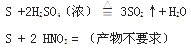 S +2H₂SO₄(浓) ≜ 3SO₂↑+H₂O
S + 2 HNO₃ = (产物不要求)